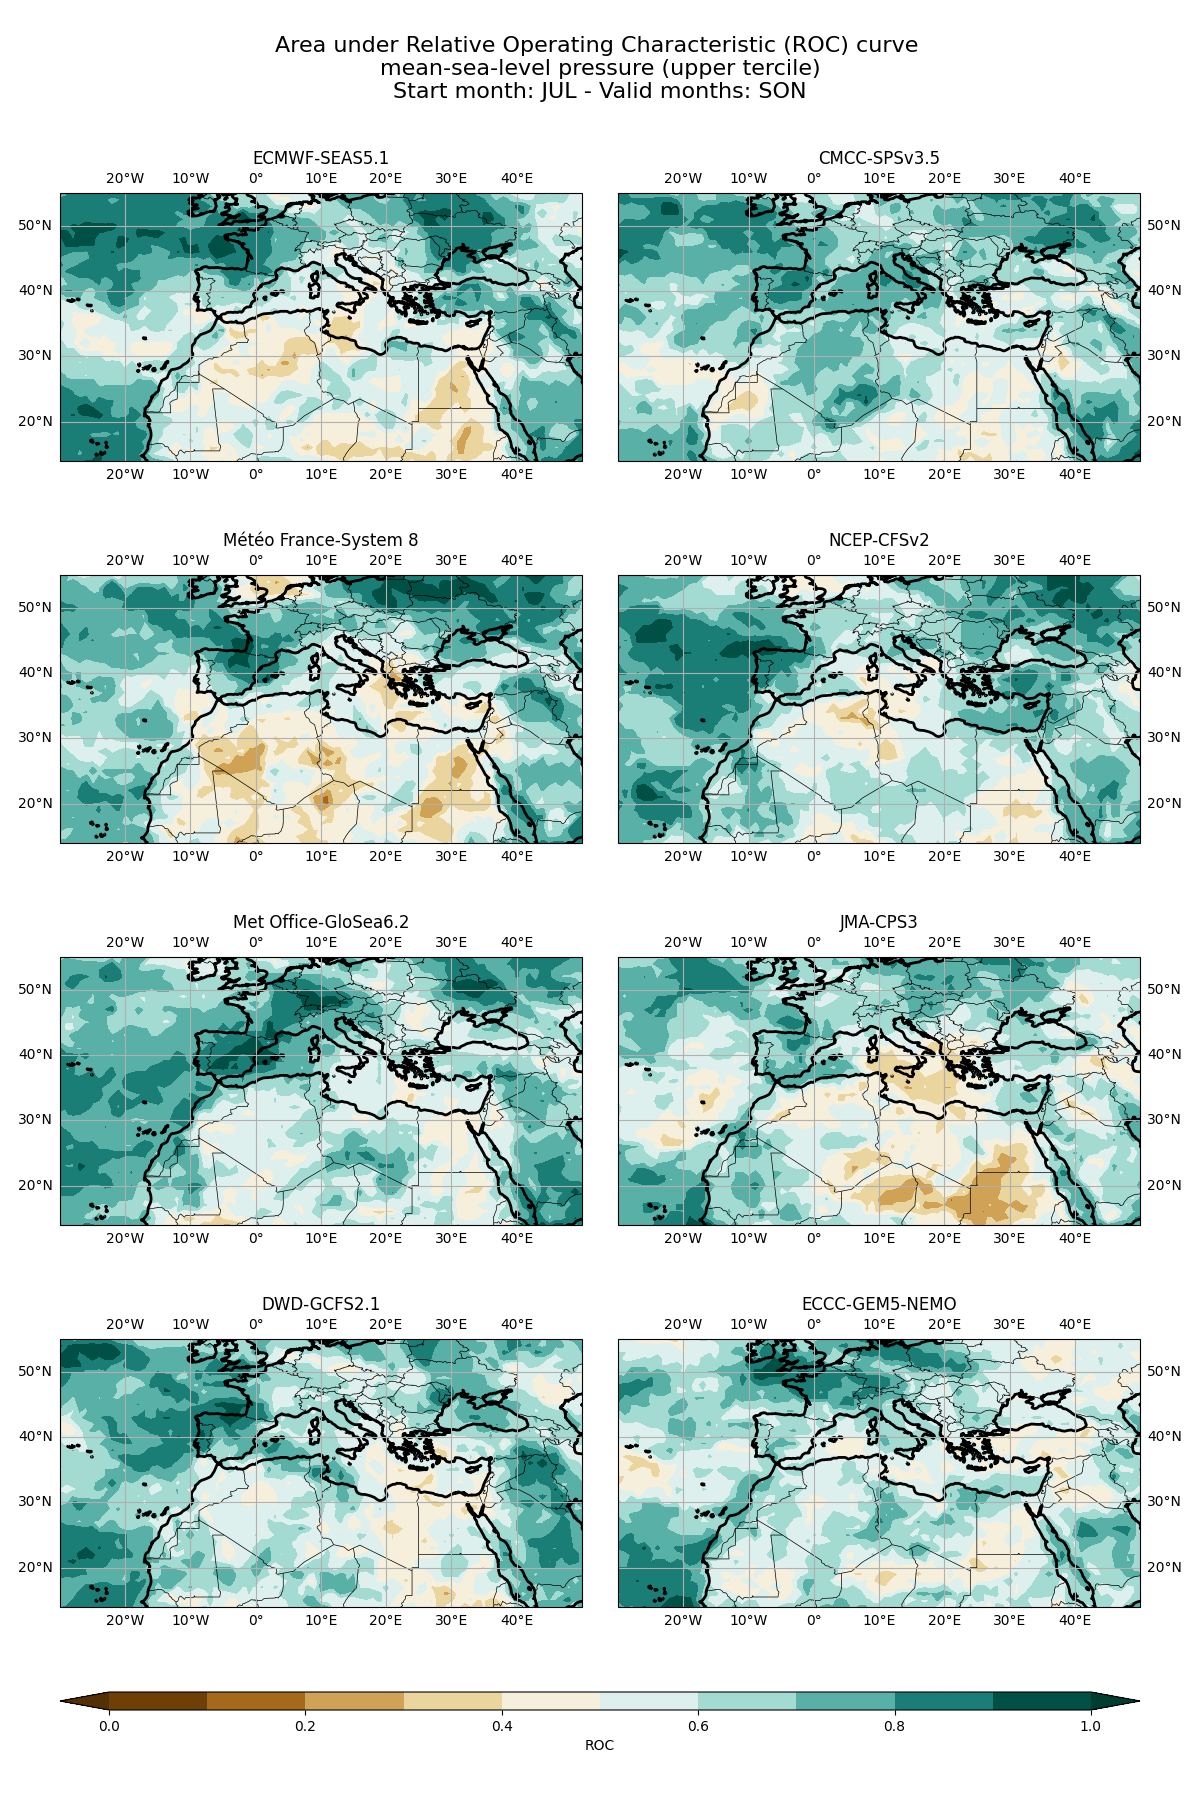 Area under Relative Operating Characteristic (ROC) curve
mean-sea-level pressure (upper tercile)
Start month: JUL - Valid months: SON
ECMWF-SEAS5.1
20°W 10°W 0° 10°E 20°E 30°E 40°E
50°N
40°N
30°N
20°N
20°W 10°W 0° 10°E 20°E 30°E 40°E
CMCC-SPSv3.5
20°W 10°W 0° 10°E 20°E 30°E 40°E
50°N
40°N
30°N
20°N
20°W 10°W 0° 10°E 20°E 30°E 40°E
Météo France-System 8
20°W 10°W 0° 10°E 20°E 30°E 40°E
50°N
40°N
30°N
20°N
20°W 10°W 0° 10°E 20°E 30°E 40°E
NCEP-CFSv2
20°W 10°W 0° 10°E 20°E 30°E 40°E
50°N
40°N
30°N
20°N
20°W 10°W 0° 10°E 20°E 30°E 40°E
Met Office-GloSea6.2
20°W 10°W 0° 10°E 20°E 30°E 40°E
50°N
40°N
30°N
20°N
20°W 10°W 0° 10°E 20°E 30°E 40°E
JMA-CPS3
20°W 10°W 0° 10°E 20°E 30°E 40°E
50°N
40°N
30°N
20°N
20°W 10°W 0° 10°E 20°E 30°E 40°E
DWD-GCFS2.1
20°W 10°W 0° 10°E 20°E 30°E 40°E
50°N
40°N
30°N
20°N
20°W 10°W 0° 10°E 20°E 30°E 40°E
ECCC-GEM5-NEMO
20°W 10°W 0° 10°E 20°E 30°E 40°E
50°N
40°N
30°N
20°N
20°W 10°W 0° 10°E 20°E 30°E 40°E
0.0 0.2 0.4 0.6 0.8 1.0
ROC